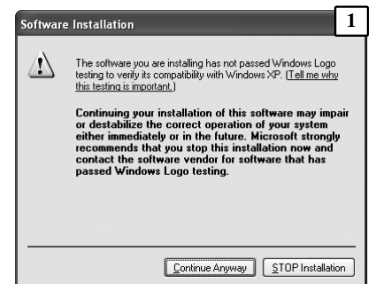 Software Installation
1
The software you are installing has not passed Windows Logo
testing to verify its compatibility with Windows XP. (Tell me why
this testing is important.)
Continuing your installation of this software may impair
or destabilize the correct operation of your system
either immediately or in the future. Microsoft strongly
recommends that you stop this installation now and
contact the software vendor for software that has
passed Windows Logo testing.
Continue Anyway
STOP Installation